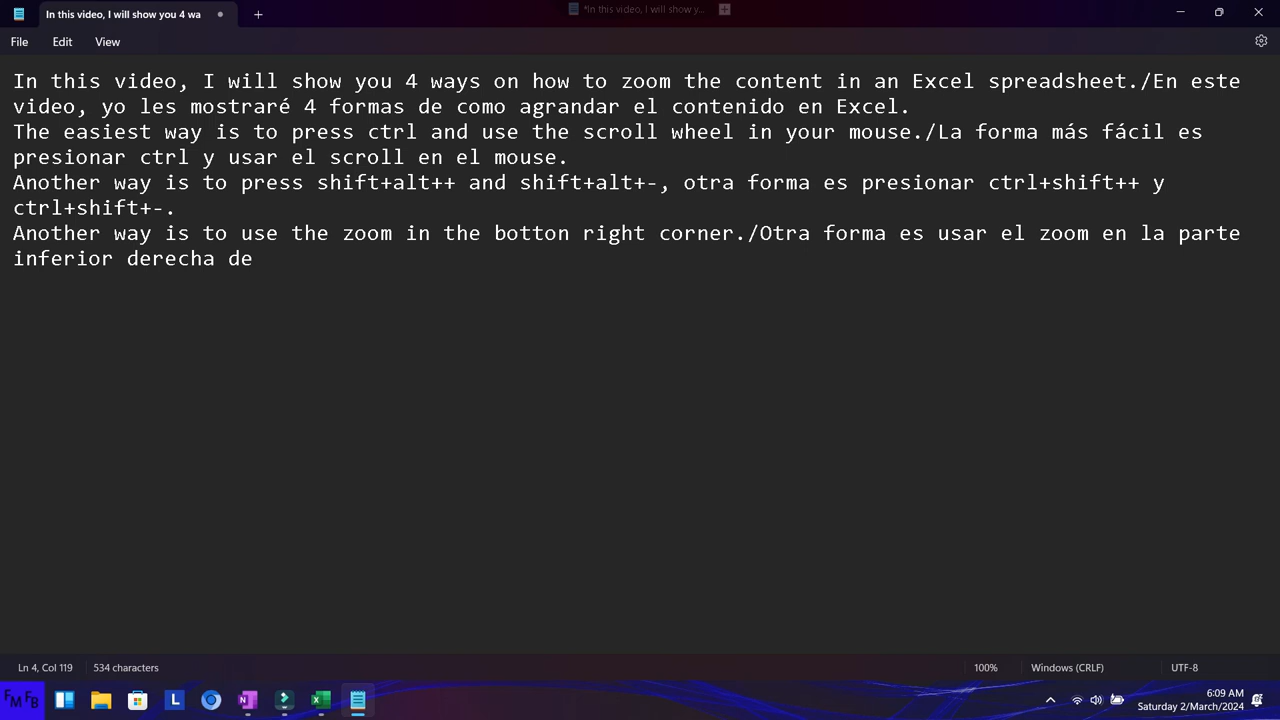 In this video, I will show you 4 wa
*In this video, I will show y...
File Edit View
In this video, I will show you 4 ways on how to zoom the content in an Excel spreadsheet./En este
video, yo les mostraré 4 formas de como agrandar el contenido en Excel.
The easiest way is to press ctrl and use the scroll wheel in your mouse./La forma más fácil es
presionar ctrl y usar el scroll en el mouse.
Another way is to press shift+alt++ and shift+alt+-, otra forma es presionar ctrl+shift++ y
ctrl+shift+-.
Another way is to use the zoom in the botton right corner./Otra forma es usar el zoom en la parte
inferior derecha de
Ln 4, Col 119 534 characters 100% Windows (CRLF) UTF-8
FM FB
L
6:09 AM
Saturday 2/March/2024